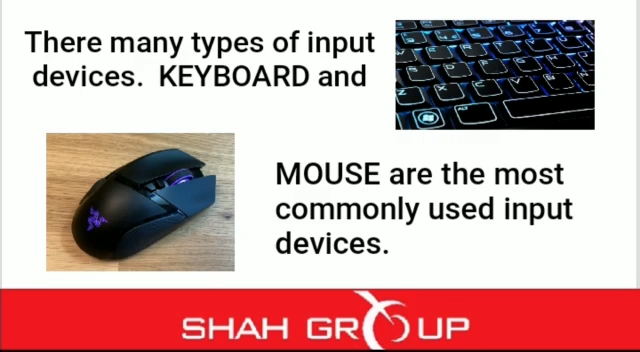 There many types of input
devices. KEYBOARD and
MOUSE are the most
commonly used input
devices.
SHAH GROUP